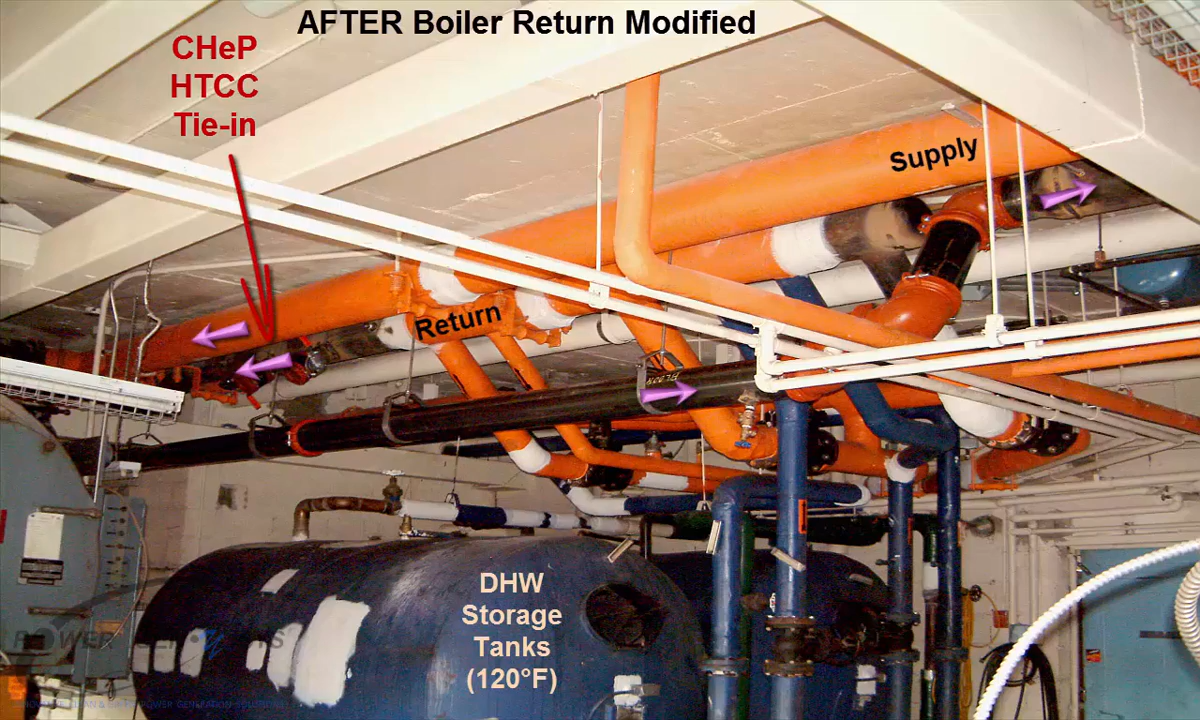 AFTER Boiler Return Modified
CHeP
HTCC
Tie-in
Supply
Return
DHW
Storage
Tanks
(120°F)